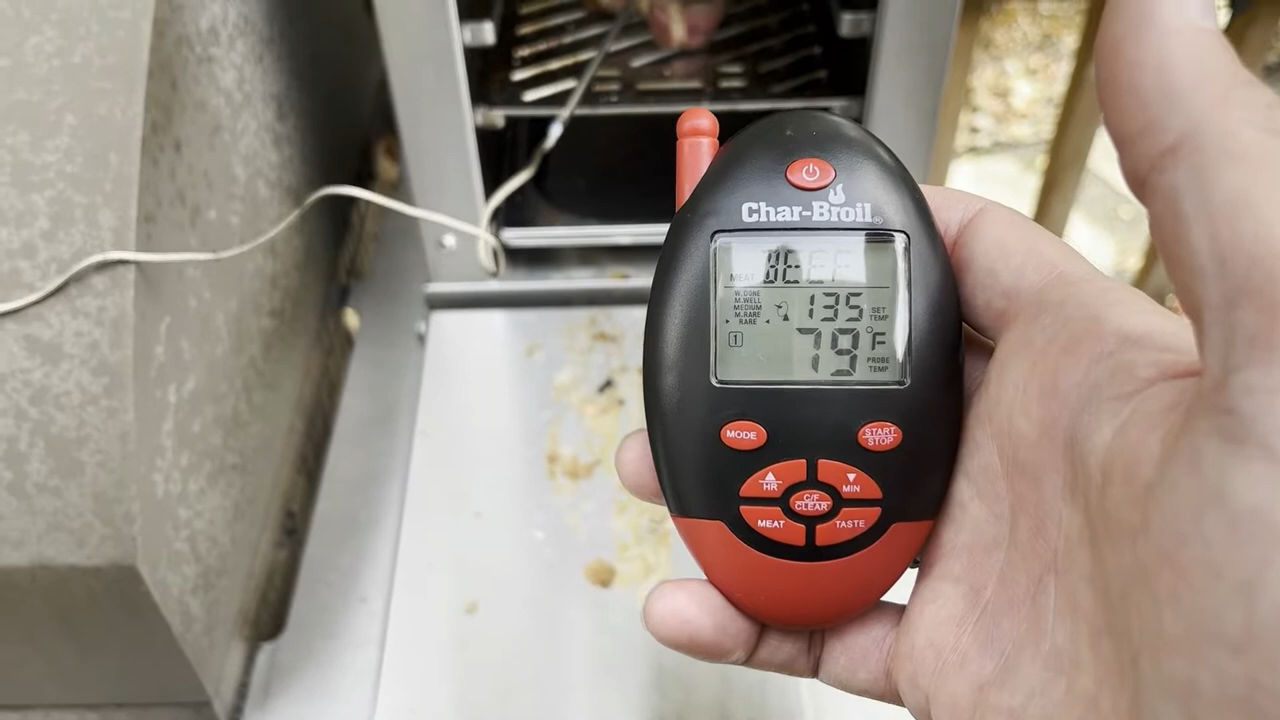 Char-Broil®
MEAT BEEF
W. DONE
M.WELL
MEDIUM
M.RARE
▸ RARE ◂
135 SET TEMP
1
79 °F PROBE TEMP
MODE
START STOP
▲ HR
▼ MIN
C/F CLEAR
MEAT
TASTE